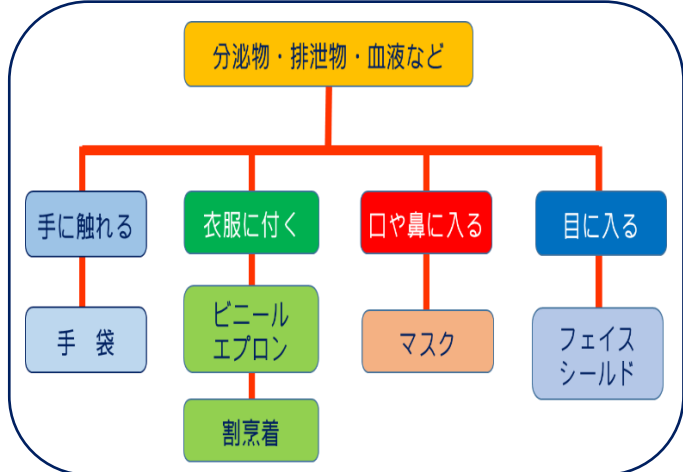 分泌物・排泄物・血液など
手に触れる
衣服に付く
口や鼻に入る
目に入る
手　袋
ビニール
エプロン
マスク
フェイス
シールド
割烹着